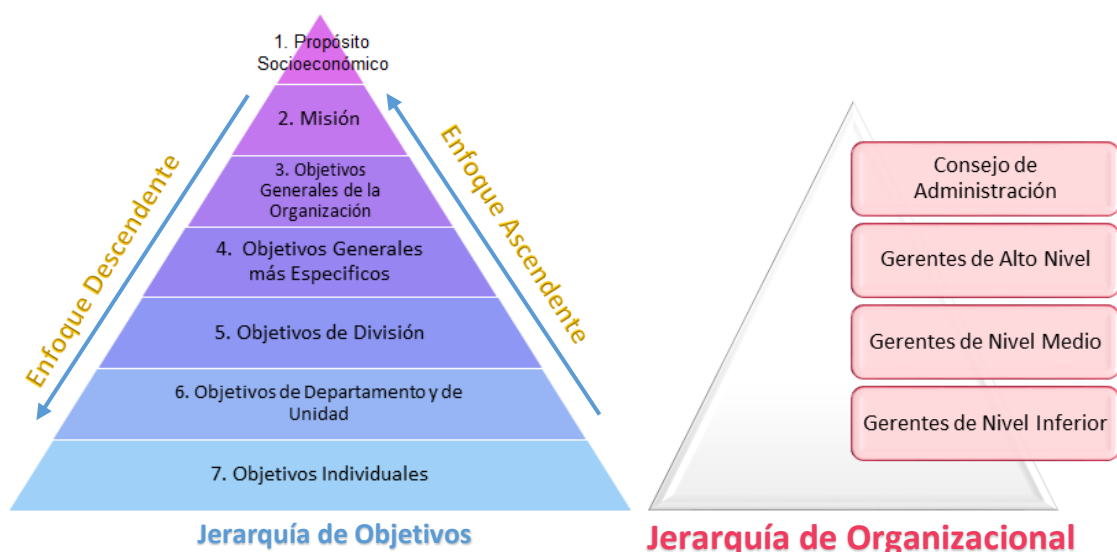 1. Propósito
Socioeconómico
2. Misión
3. Objetivos
Generales de la
Organización
4. Objetivos Generales
más Especificos
5. Objetivos de División
6. Objetivos de Departamento y de
Unidad
7. Objetivos Individuales
Enfoque Descendente
Enfoque Ascendente
Jerarquía de Objetivos
Consejo de
Administración
Gerentes de Alto Nivel
Gerentes de Nivel Medio
Gerentes de Nivel Inferior
Jerarquía de Organizacional